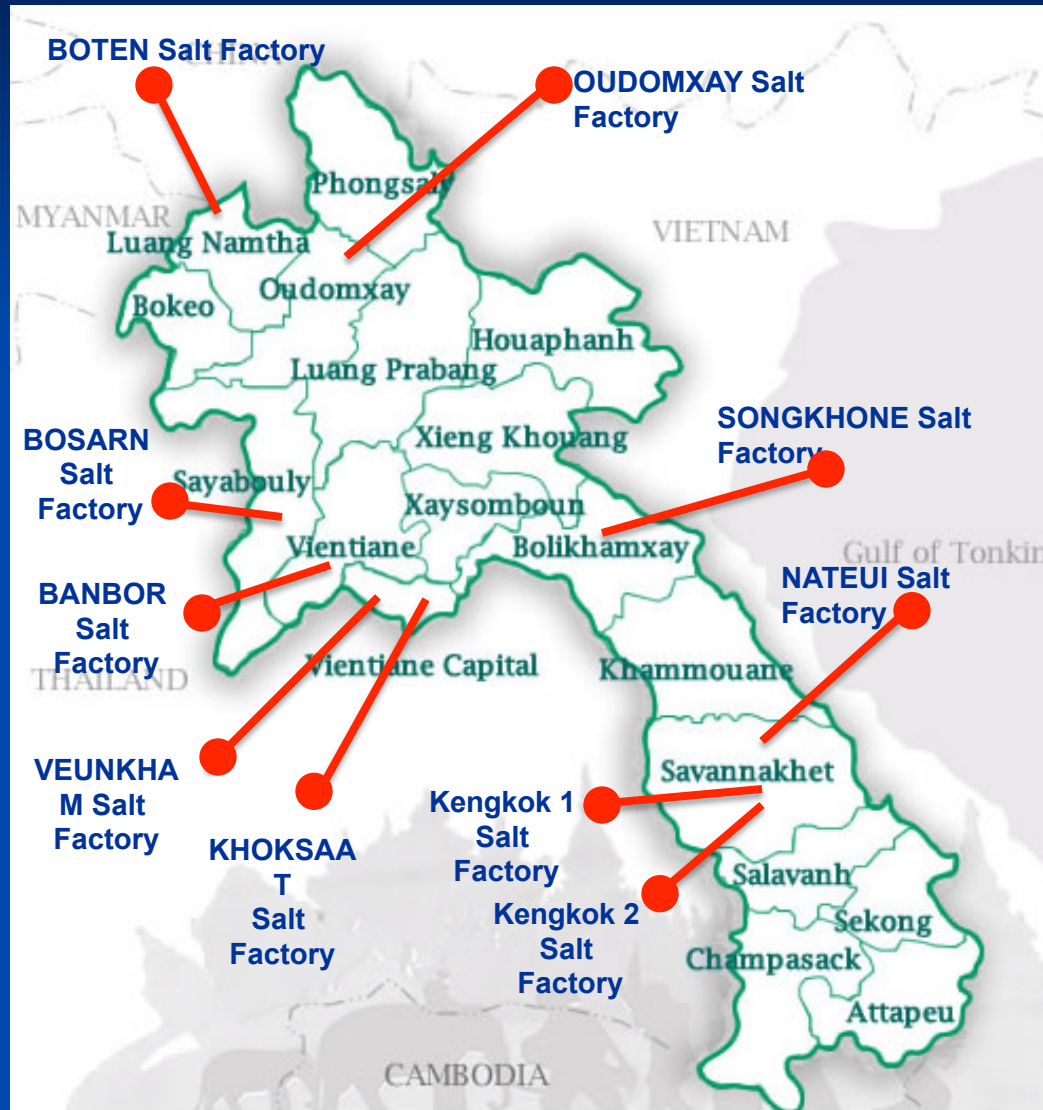 BOTEN Salt Factory
CHINA
OUDOMXAY Salt
Factory
Phongsaly
MYANMAR
VIETNAM
Luang Namtha
Oudomxay
Bokeo
Houaphanh
Luang Prabang
SONGKHONE Salt
Factory
BOSARN
Salt
Factory
Xieng Khouang
Sayabouly
Xaysomboun
Vientiane
Bolikhamxay
Gulf of Tonkin
NATEUI Salt
Factory
BANBOR
Salt
Factory
THAILAND
Vientiane Capital
Khammouane
VEUNKHA
M Salt
Factory
Savannakhet
Kengkok 1
Salt
Factory
KHOKSAA
T
Salt
Factory
Salavanh
Kengkok 2
Salt
Factory
Sekong
Champasack
Attapeu
CAMBODIA